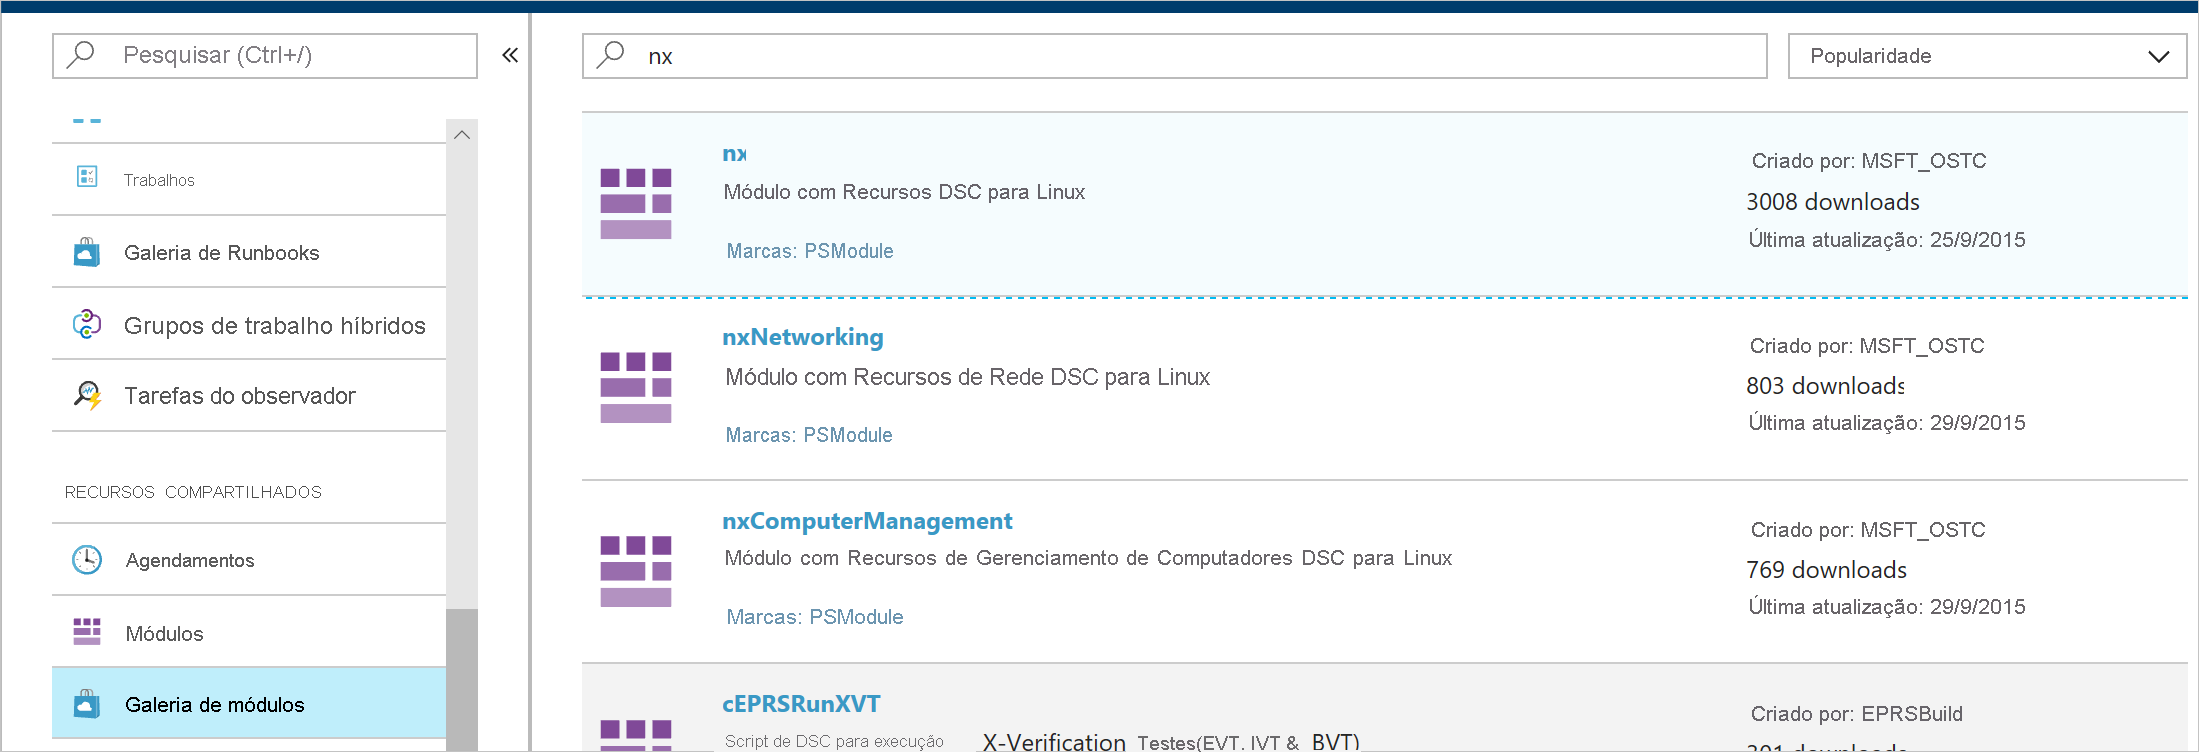 Pesquisar (Ctrl+/)
«
Trabalhos
Galeria de Runbooks
Grupos de trabalho híbridos
Tarefas do observador
RECURSOS COMPARTILHADOS
Agendamentos
Módulos
Galeria de módulos
nx
Popularidade
nx
Módulo com Recursos DSC para Linux
Marcas: PSModule
Criado por: MSFT_OSTC
3008 downloads
Última atualização: 25/9/2015
nxNetworking
Módulo com Recursos de Rede DSC para Linux
Marcas: PSModule
Criado por: MSFT_OSTC
803 downloads
Última atualização: 29/9/2015
nxComputerManagement
Módulo com Recursos de Gerenciamento de Computadores DSC para Linux
Marcas: PSModule
Criado por: MSFT_OSTC
769 downloads
Última atualização: 29/9/2015
cEPRSRunXVT
Script de DSC para execução X-Verification Testes(EVT, IVT & BVT)
Criado por: EPRSBuild
301 downloads